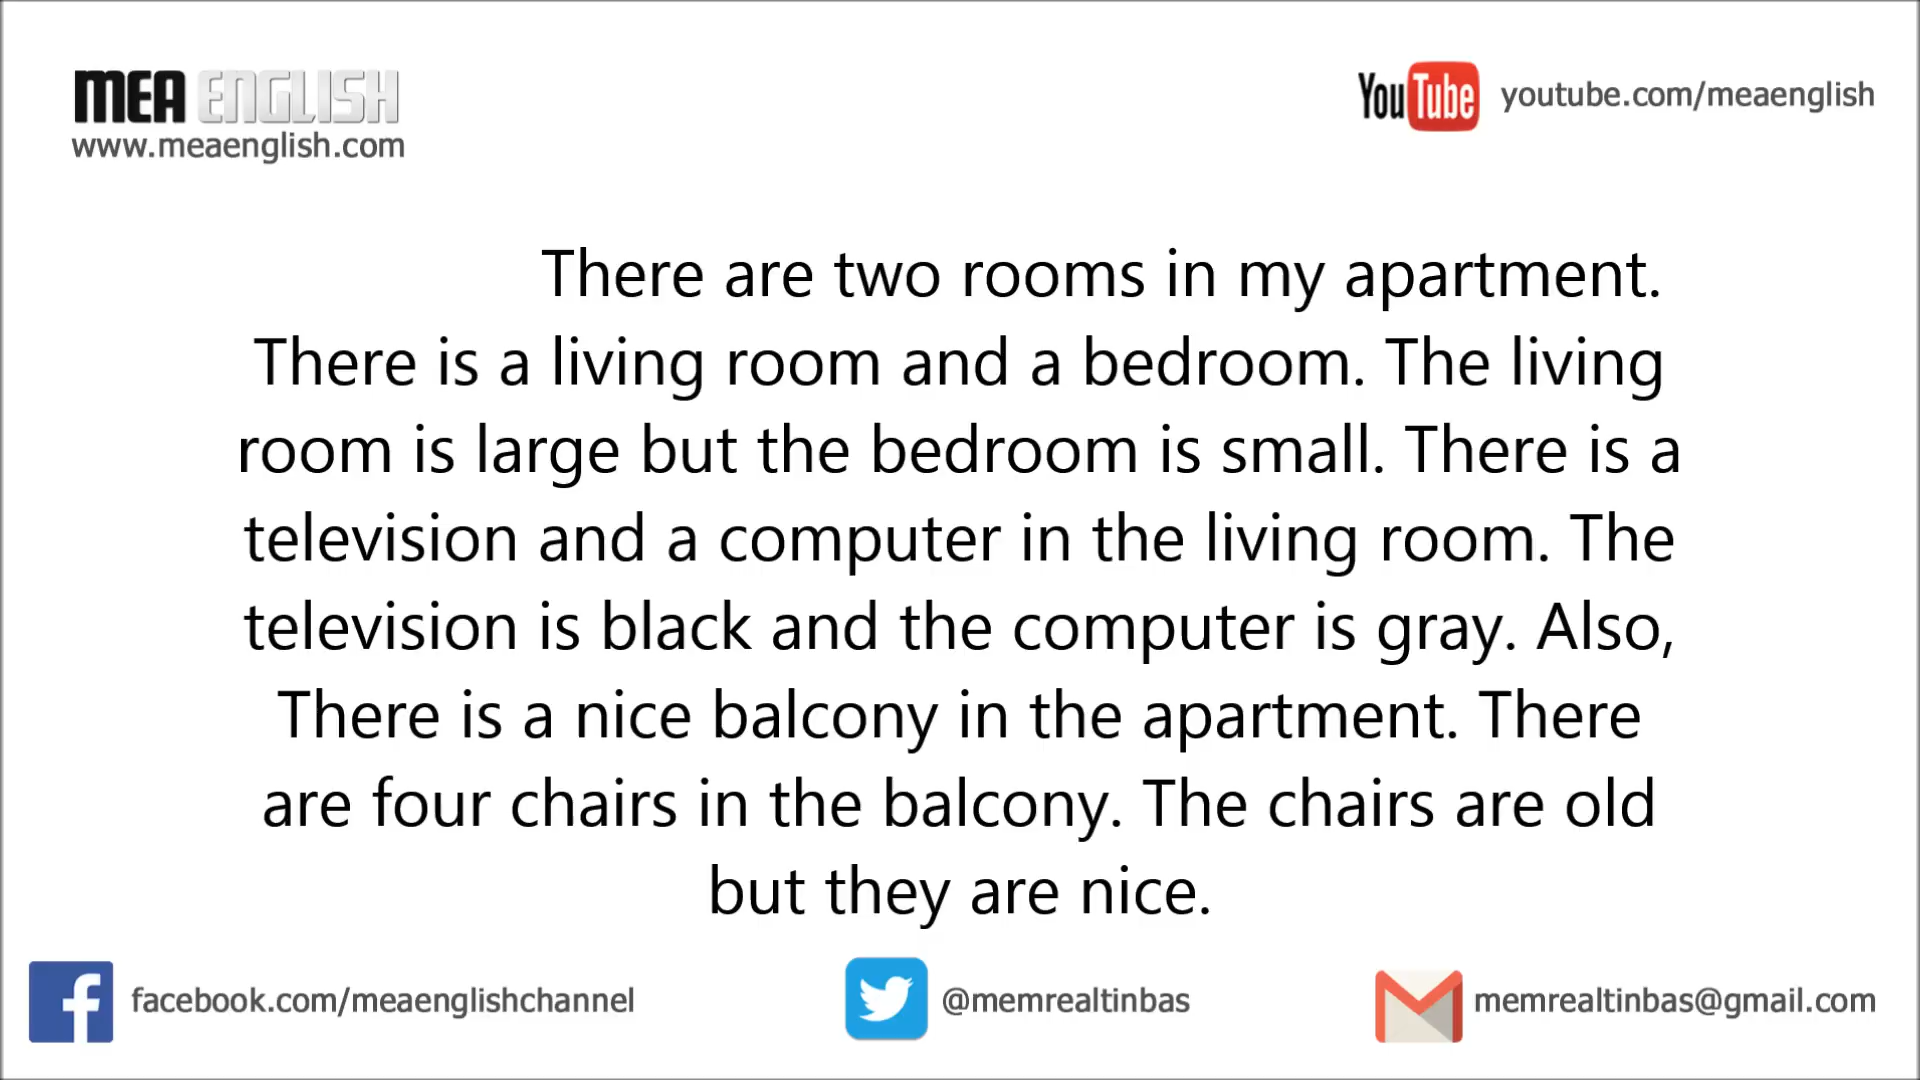 MEA ENGLISH
www.meaenglish.com
YouTube youtube.com/meaenglish
There are two rooms in my apartment.
There is a living room and a bedroom. The living
room is large but the bedroom is small. There is a
television and a computer in the living room. The
television is black and the computer is gray. Also,
There is a nice balcony in the apartment. There
are four chairs in the balcony. The chairs are old
but they are nice.
f facebook.com/meaenglishchannel
@memrealtinbas
memrealtinbas@gmail.com